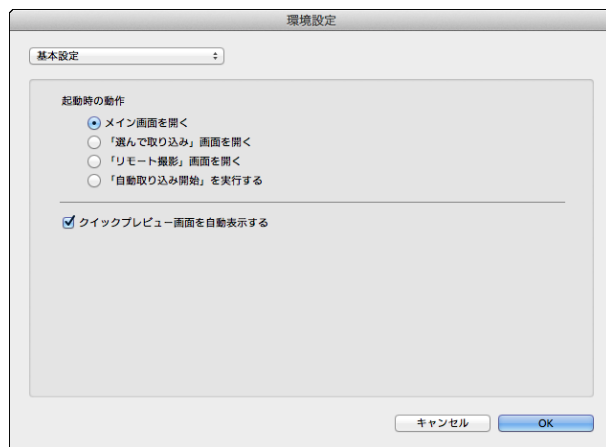 環境設定
基本設定
起動時の動作
メイン画面を開く
「選んで取り込み」画面を開く
「リモート撮影」画面を開く
「自動取り込み開始」を実行する
クイックプレビュー画面を自動表示する
キャンセル
OK